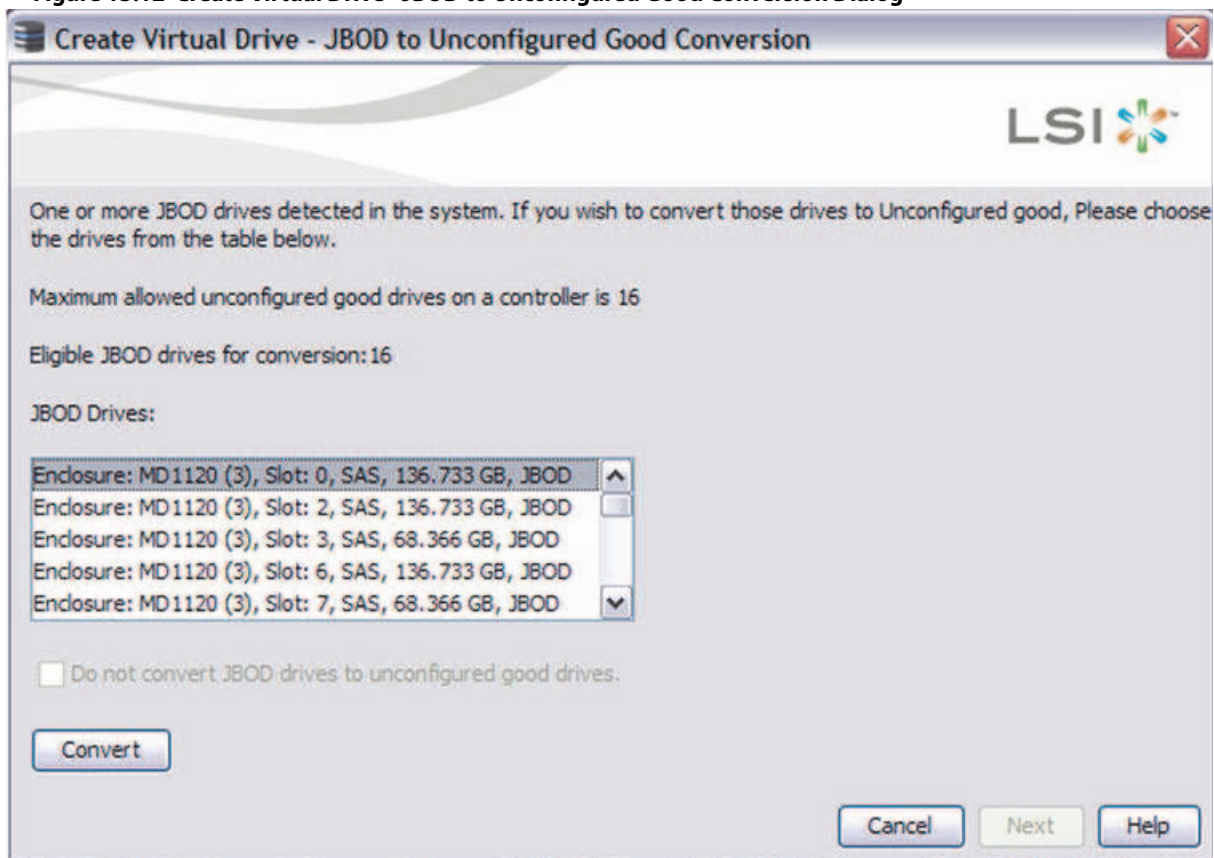 Create Virtual Drive - JBOD to Unconfigured Good Conversion
LSI
One or more JBOD drives detected in the system. If you wish to convert those drives to Unconfigured good, Please choose
the drives from the table below.
Maximum allowed unconfigured good drives on a controller is 16
Eligible JBOD drives for conversion:16
JBOD Drives:
Enclosure: MD1120 (3), Slot: 0, SAS, 136.733 GB, JBOD
Enclosure: MD1120 (3), Slot: 2, SAS, 136.733 GB, JBOD
Enclosure: MD1120 (3), Slot: 3, SAS, 68.366 GB, JBOD
Enclosure: MD1120 (3), Slot: 6, SAS, 136.733 GB, JBOD
Enclosure: MD1120 (3), Slot: 7, SAS, 68.366 GB, JBOD
Do not convert JBOD drives to unconfigured good drives.
Convert
Cancel Next Help